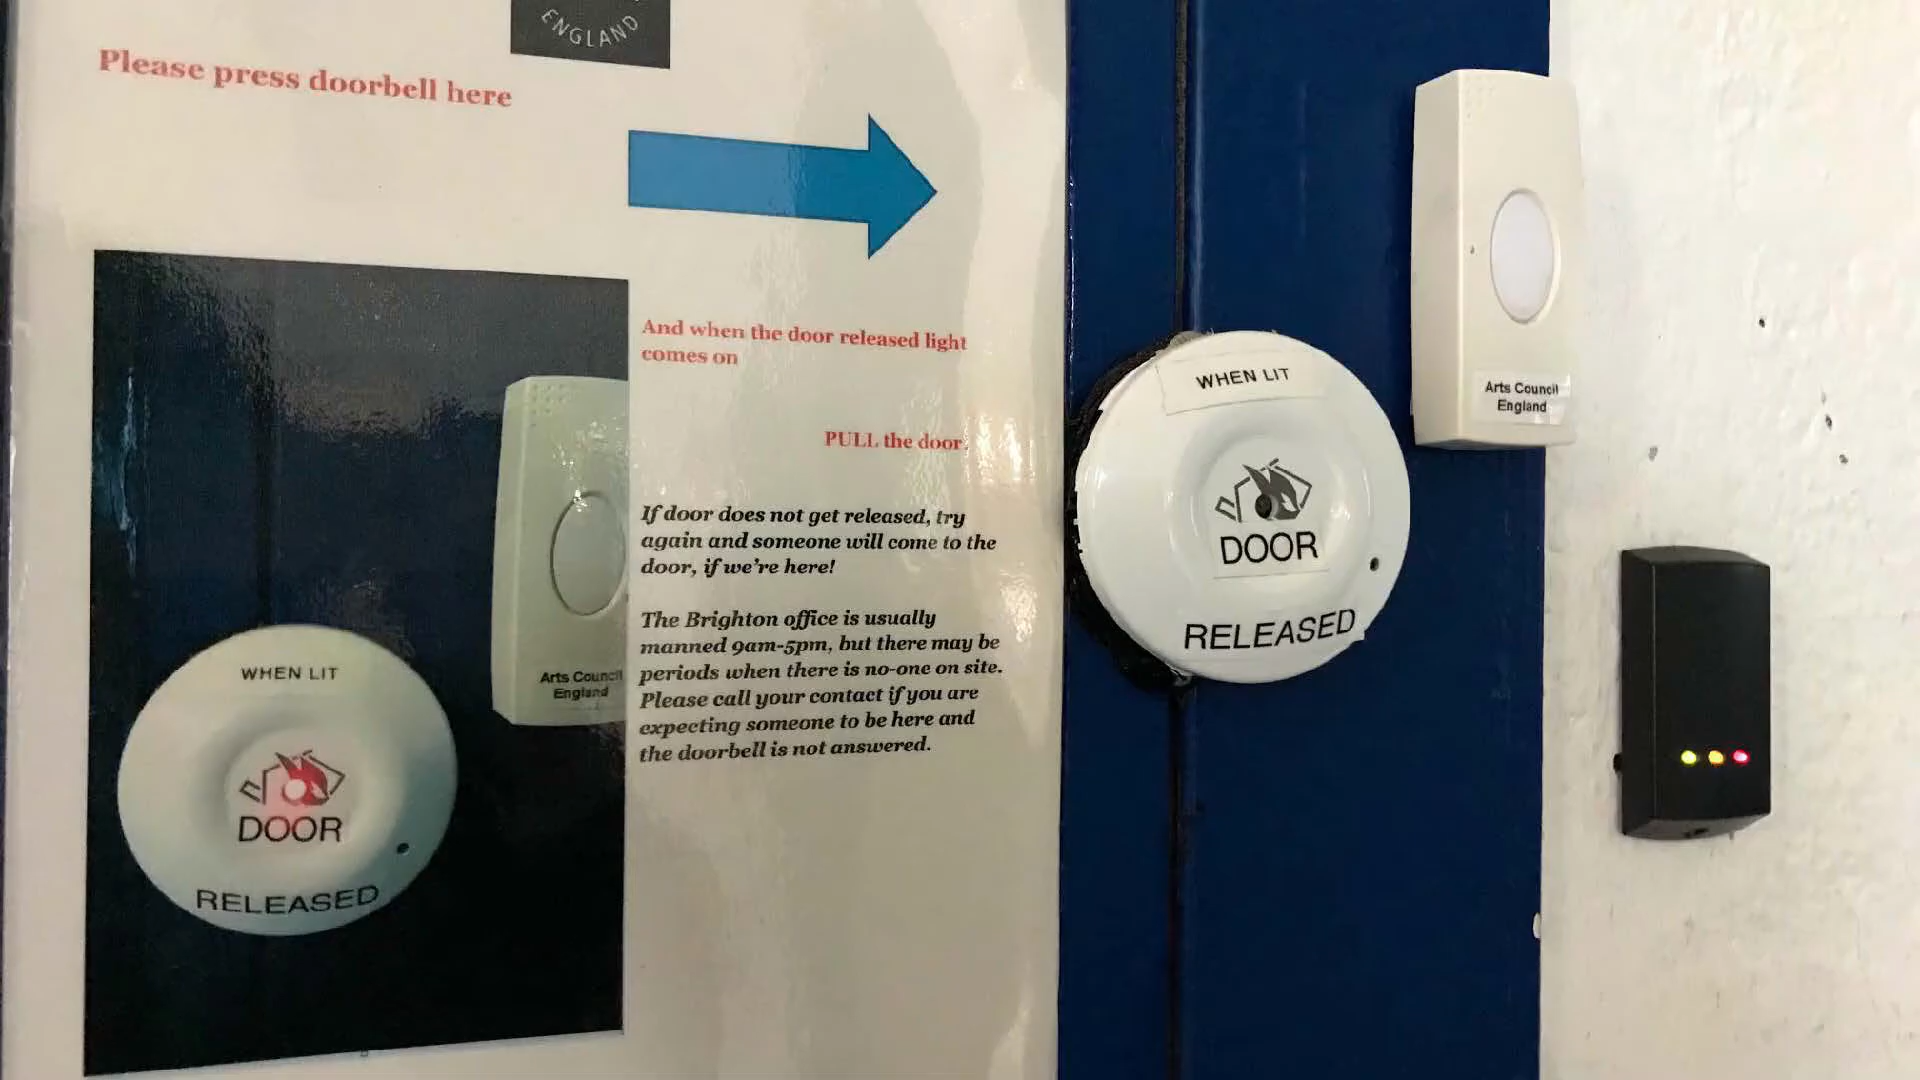 ENGLAND
Please press doorbell here
And when the door released light
comes on
PULL the door.
If door does not get released, try
again and someone will come to the
door, if we're here!
The Brighton office is usually
manned 9am-5pm, but there may be
periods when there is no-one on site.
Please call your contact if you are
expecting someone to be here and
the doorbell is not answered.
Arts Council
England
WHEN LIT
DOOR
RELEASED
WHEN LIT
DOOR
RELEASED
Arts Council
England